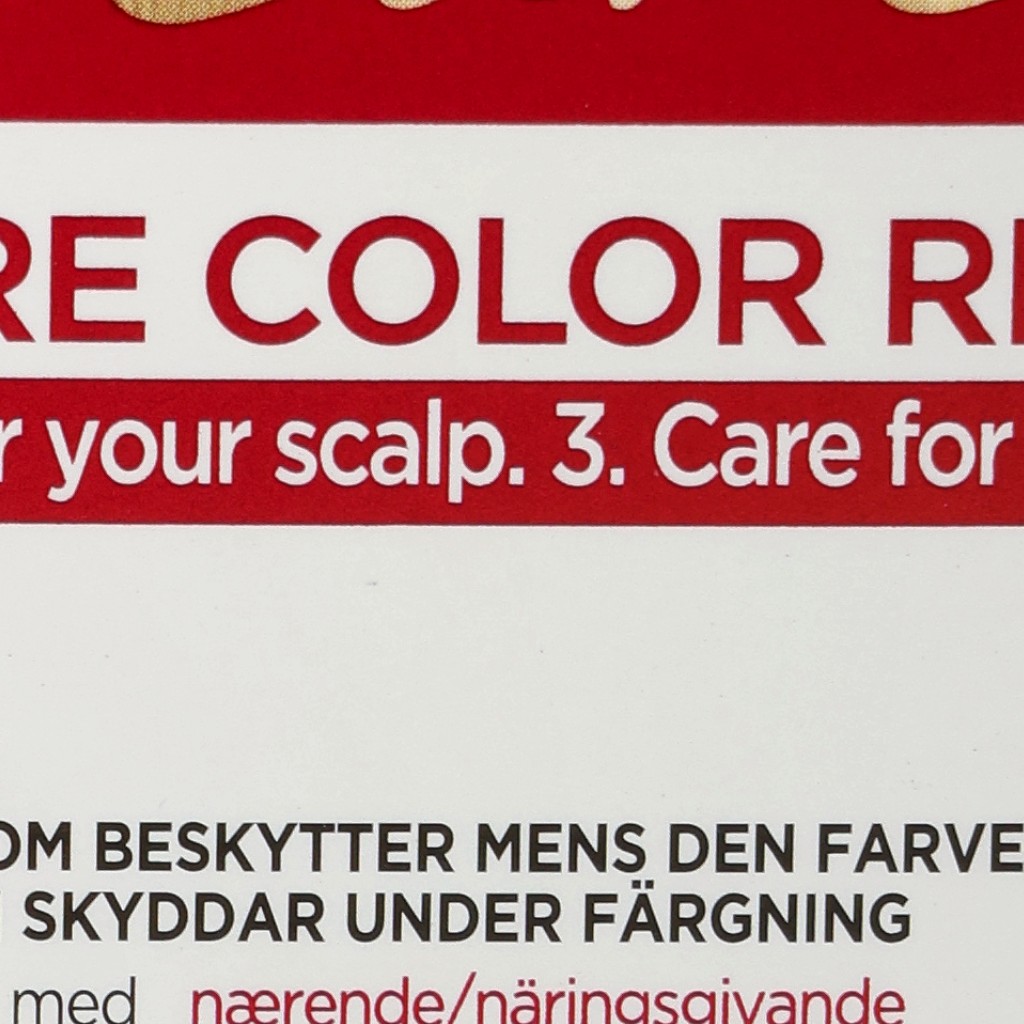 RE COLOR R
r your scalp. 3. Care for
OM BESKYTTER MENS DEN FARVE
SKYDDAR UNDER FÄRGNING
med nærende/näringsgivande